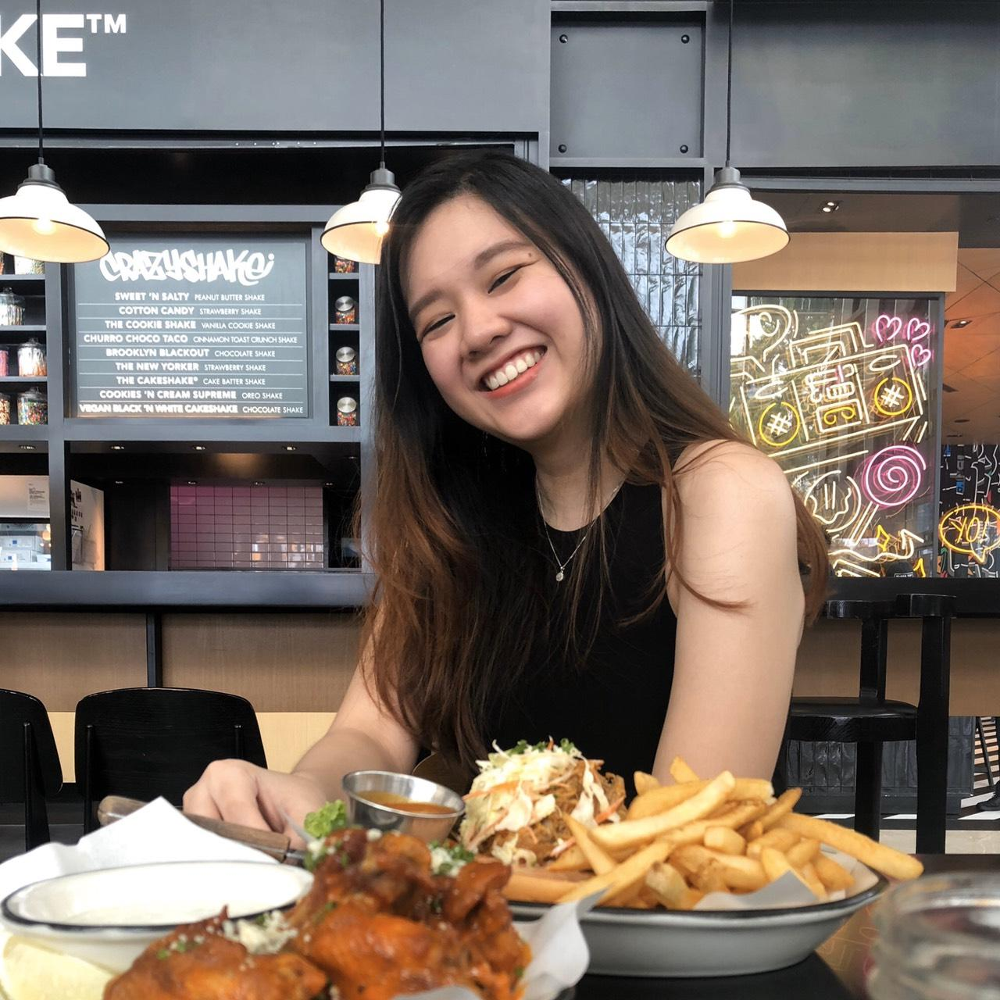 KE™
CRAZYSHAKE
SWEET 'N SALTY PEANUT BUTTER SHAKE
COTTON CANDY STRAWBERRY SHAKE
THE COOKIE SHAKE VANILLA COOKIE SHAKE
CHURRO CHOCO TACO CINNAMON TOAST CRUNCH SHAKE
BROOKLYN BLACKOUT CHOCOLATE SHAKE
THE NEW YORKER STRAWBERRY SHAKE
THE CAKESHAKE® CAKE BATTER SHAKE
COOKIES 'N CREAM SUPREME OREO SHAKE
VEGAN BLACK 'N WHITE CAKESHAKE CHOCOLATE SHAKE
# #
YO!